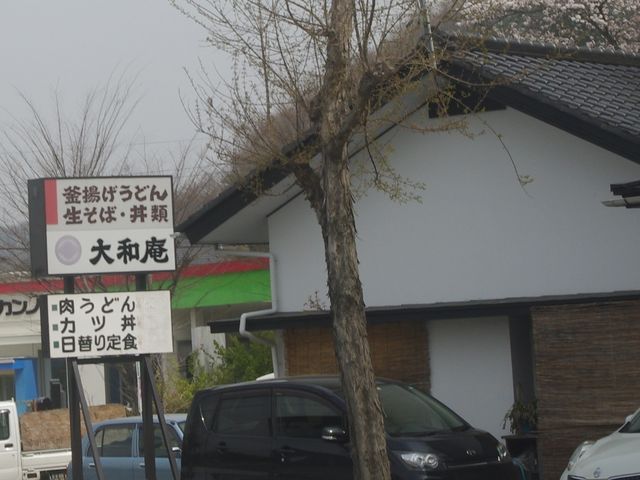 釜揚げうどん
生そば・丼類
大和庵
肉うどん
カツ丼
日替り定食
カンノ